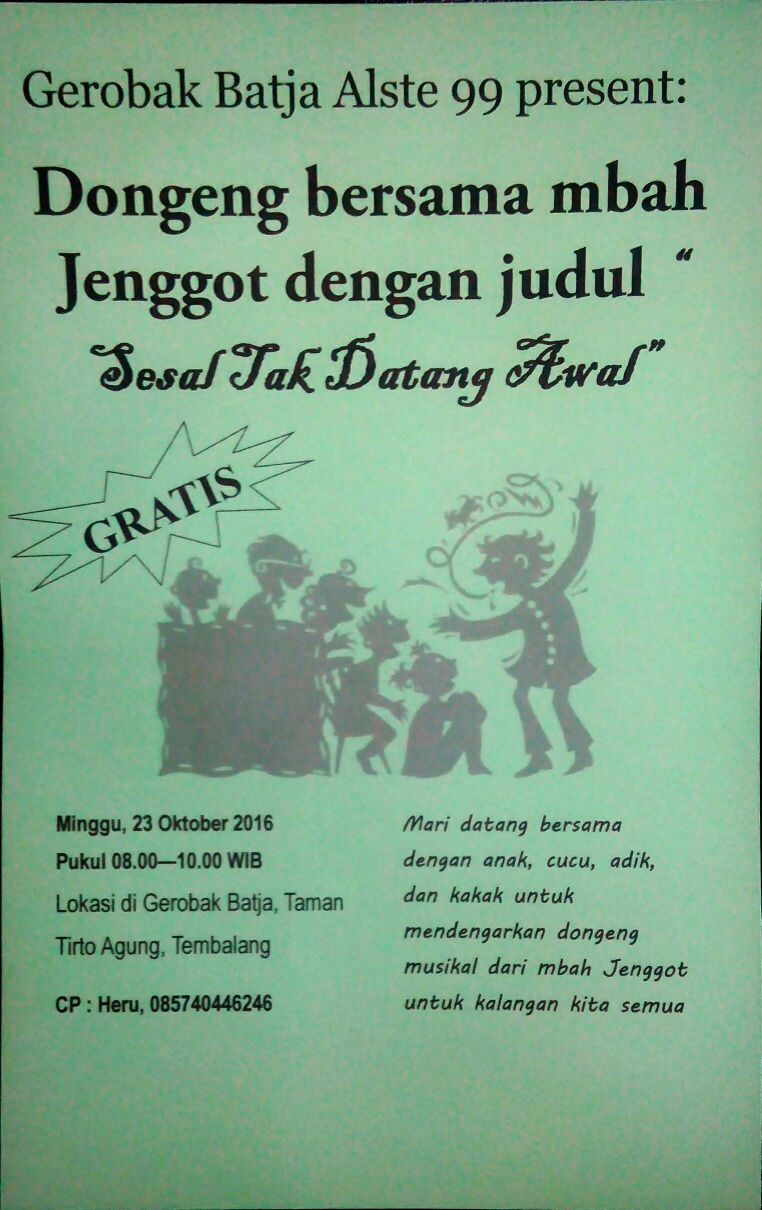 Gerobak Batja Alste 99 present:
Dongeng bersama mbah
Jenggot dengan judul “
Sesal Tak Datang Awal”
GRATIS
Minggu, 23 Oktober 2016
Pukul 08.00—10.00 WIB
Lokasi di Gerobak Batja, Taman
Tirto Agung, Tembalang
CP : Heru, 085740446246
Mari datang bersama
dengan anak, cucu, adik,
dan kakak untuk
mendengarkan dongeng
musikal dari mbah Jenggot
untuk kalangan kita semua